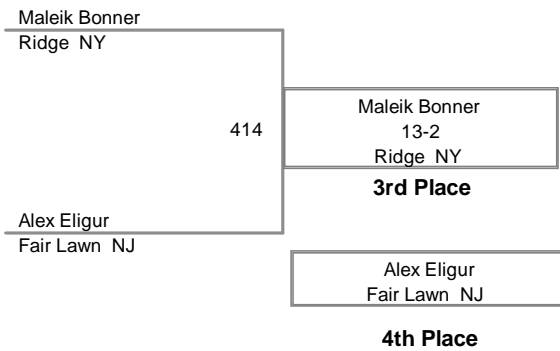 Maleik Bonner
Ridge NY
414
Maleik Bonner
13-2
Ridge NY
3rd Place
Alex Eligur
Fair Lawn NJ
Alex Eligur
Fair Lawn NJ
4th Place